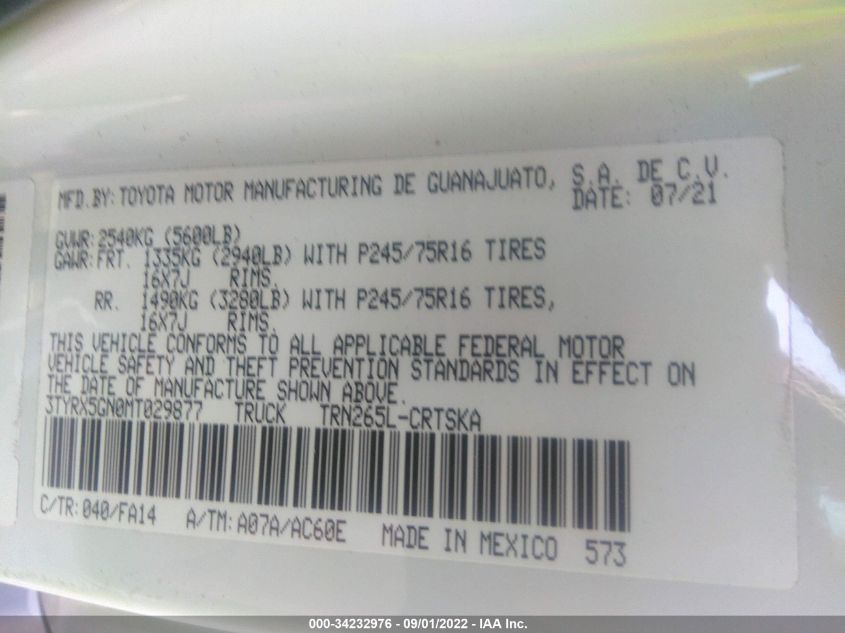 MFD.BY: TOYOTA MOTOR MANUFACTURING DE GUANAJUATO, S.A. DE C.V.
DATE: 07/21
GVWR: 2540KG (5600LB)
GAWR: FRT. 1335KG (2940LB) WITH P245/75R16 TIRES
16X7J RIMS.
RR. 1490KG (3280LB) WITH P245/75R16 TIRES,
16X7J RIMS.
THIS VEHICLE CONFORMS TO ALL APPLICABLE FEDERAL MOTOR
VEHICLE SAFETY AND THEFT PREVENTION STANDARDS IN EFFECT ON
THE DATE OF MANUFACTURE SHOWN ABOVE.
3TYRX5GN0MT029877 TRUCK TRN265L-CRTSKA
C/TR: 040/FA14 A/TM: A07A/AC60E MADE IN MEXICO 573
000-34232976 - 09/01/2022 - IAA Inc.